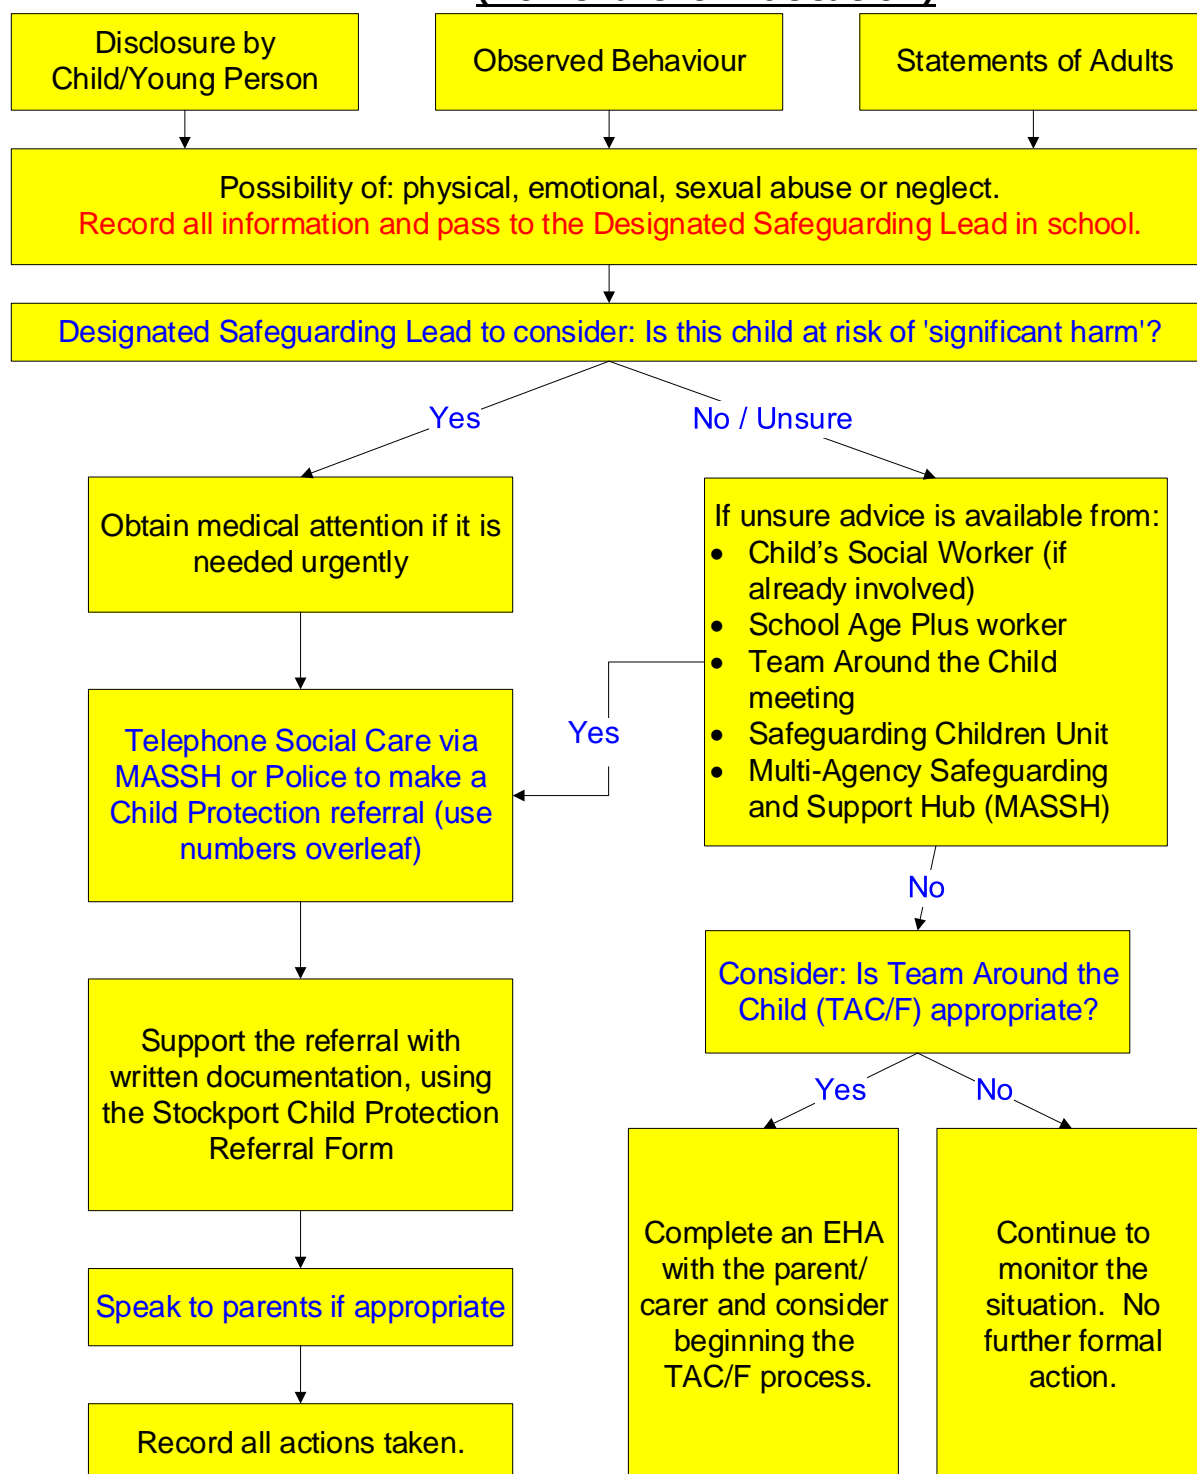 Disclosure by
Child/Young Person
Observed Behaviour
Statements of Adults
Possibility of: physical, emotional, sexual abuse or neglect.
Record all information and pass to the Designated Safeguarding Lead in school.
Designated Safeguarding Lead to consider: Is this child at risk of 'significant harm'?
Yes
No / Unsure
Obtain medical attention if it is
needed urgently
If unsure advice is available from:
• Child’s Social Worker (if
already involved)
• School Age Plus worker
• Team Around the Child
meeting
• Safeguarding Children Unit
• Multi-Agency Safeguarding
and Support Hub (MASSH)
Yes
Telephone Social Care via
MASSH or Police to make a
Child Protection referral (use
numbers overleaf)
No
Consider: Is Team Around the
Child (TAC/F) appropriate?
Support the referral with
written documentation, using
the Stockport Child Protection
Referral Form
Yes
No
Complete an EHA
with the parent/
carer and consider
beginning the
TAC/F process.
Continue to
monitor the
situation. No
further formal
action.
Speak to parents if appropriate
Record all actions taken.